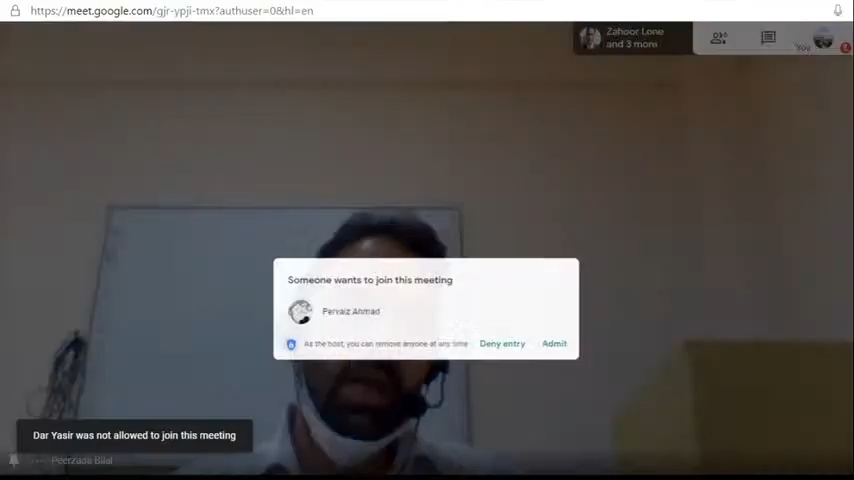 https://meet.google.com/gjr-ypji-tmx?authuser=0&hl=en
Zahoor Lone
and 3 more
You
Someone wants to join this meeting
Pervaiz Ahmad
As the host, you can remove anyone at any time
Deny entry
Admit
Dar Yasir was not allowed to join this meeting
Peerzada Bilal